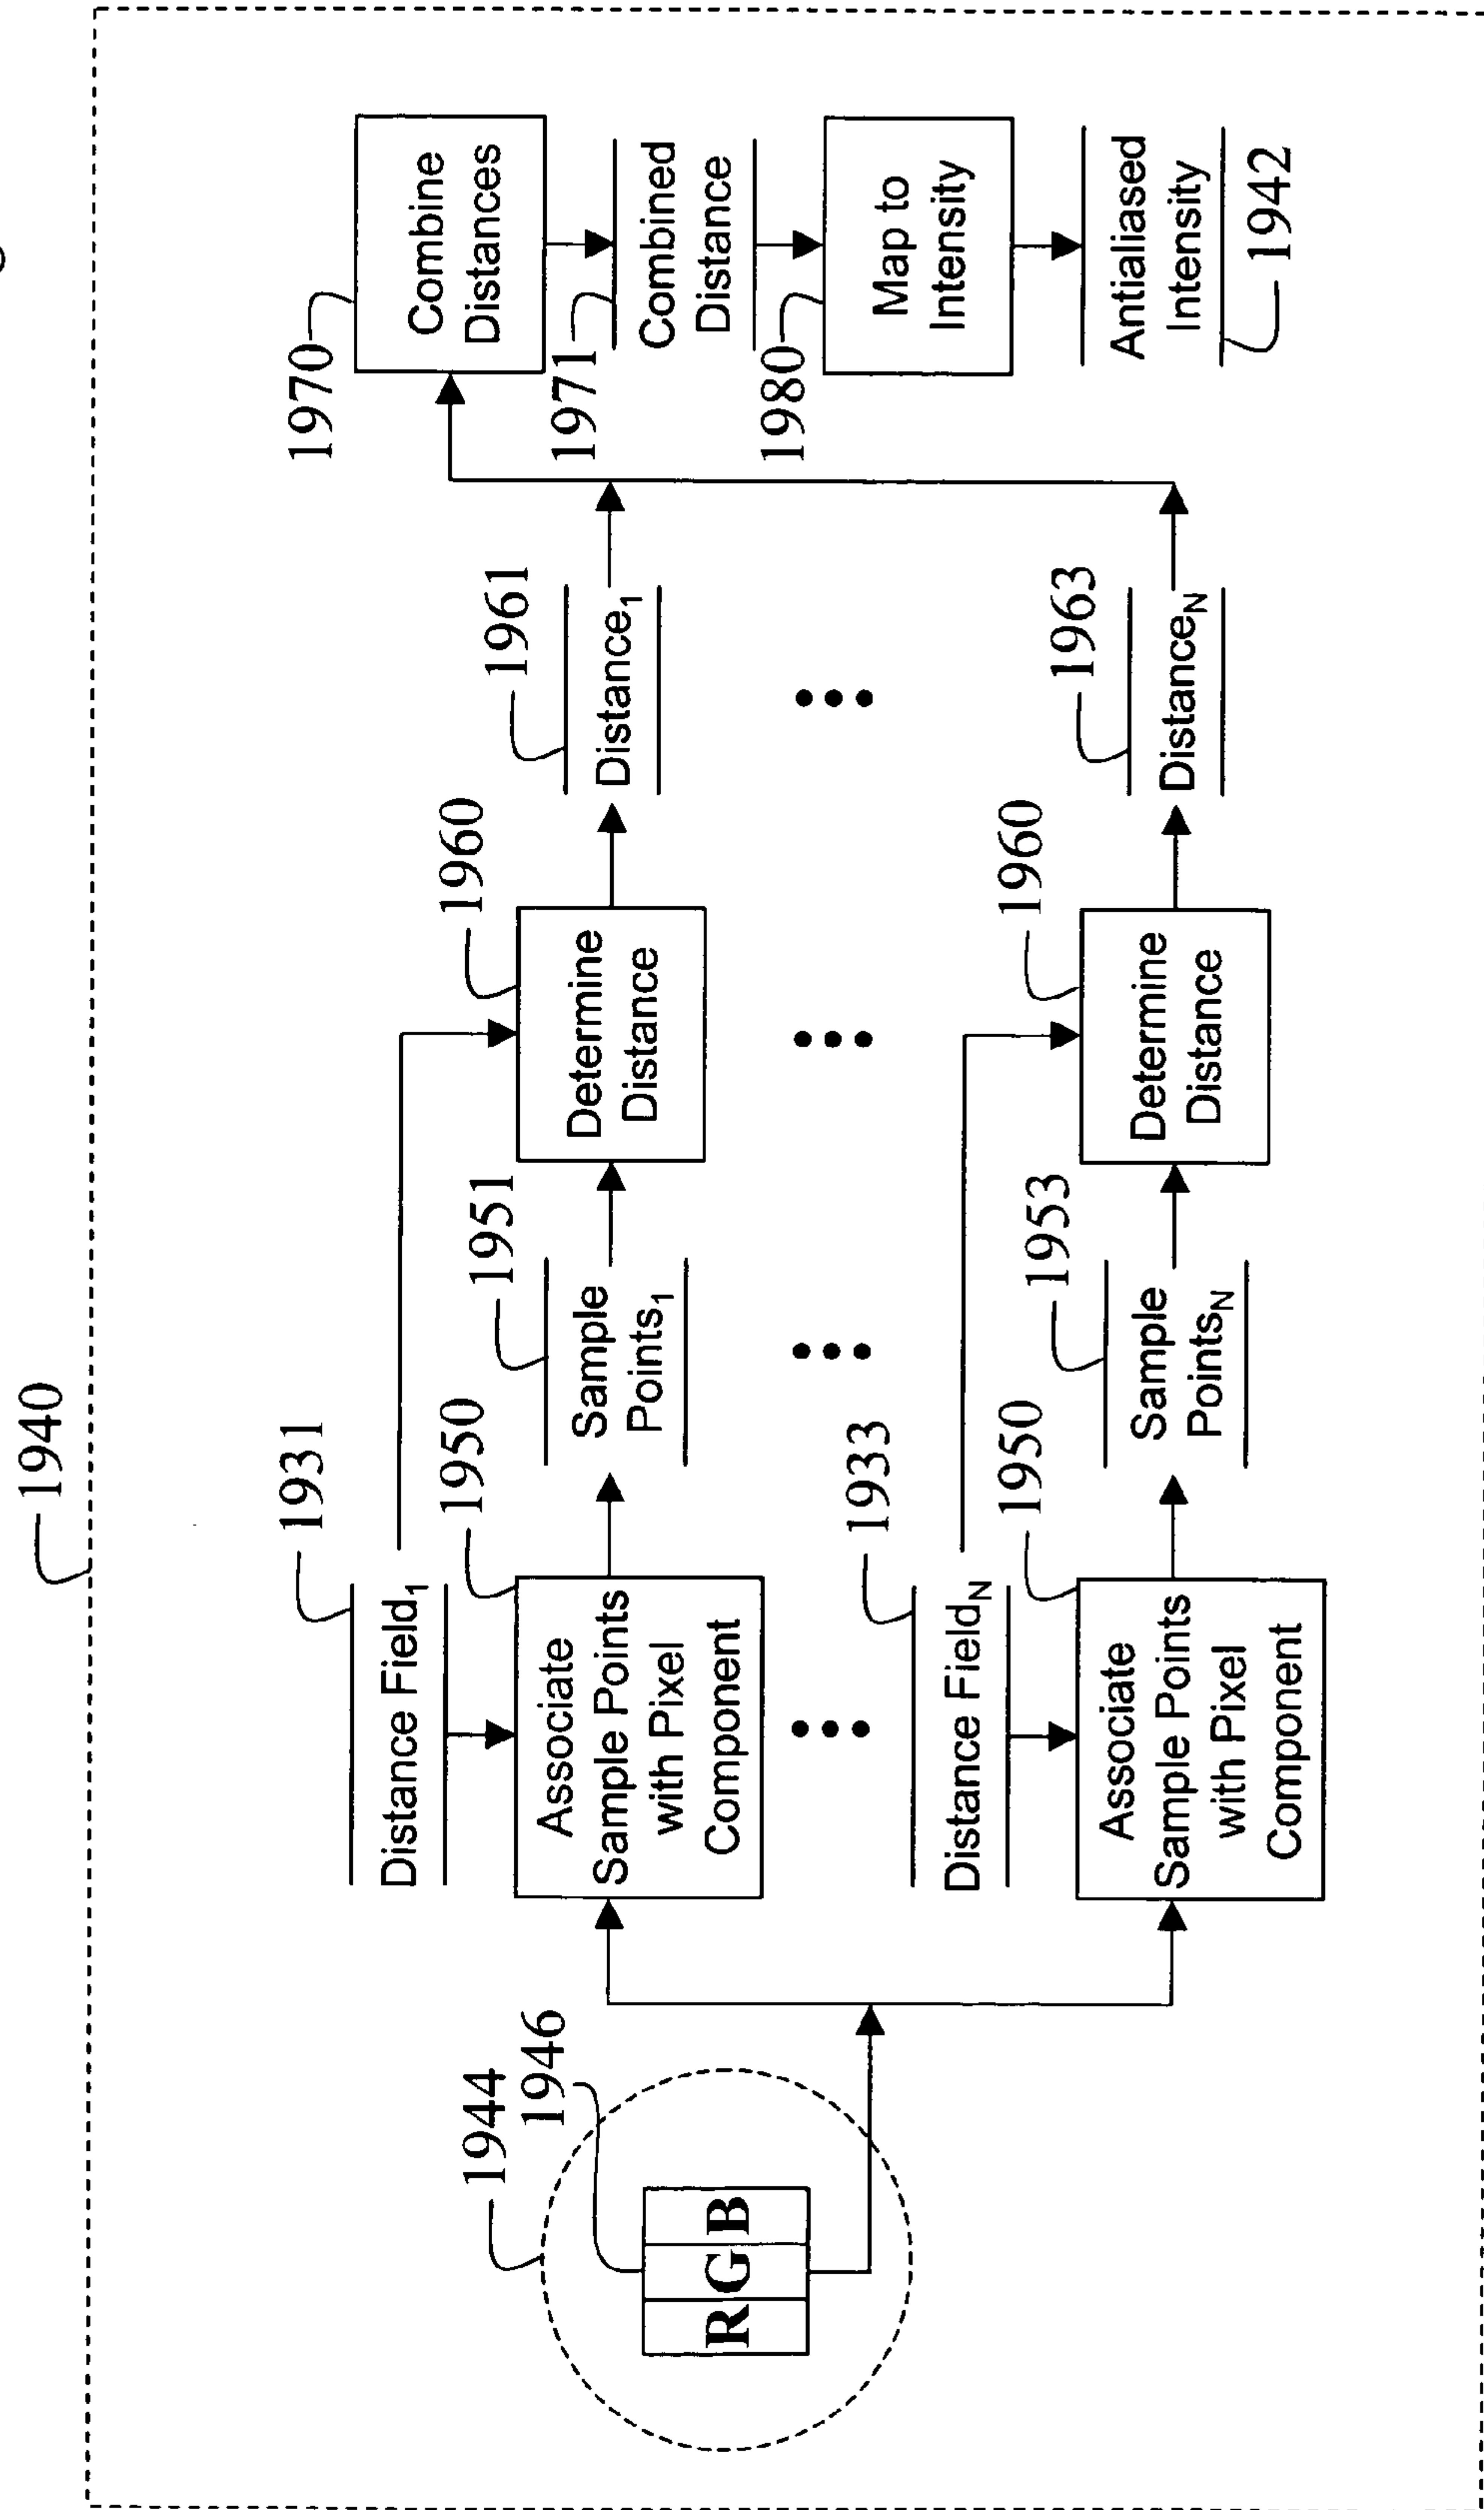 1940
1944
1946
R G B
1931
Distance Field1
1950
Associate
Sample Points
with Pixel
Component
1951
Sample
Points1
1960
Determine
Distance
1961
Distance1
1933
Distance FieldN
1950
Associate
Sample Points
with Pixel
Component
1953
Sample
PointsN
1960
Determine
Distance
1963
DistanceN
1970
Combine
Distances
1971
Combined
Distance
1980
Map to
Intensity
Antialiased
Intensity
1942